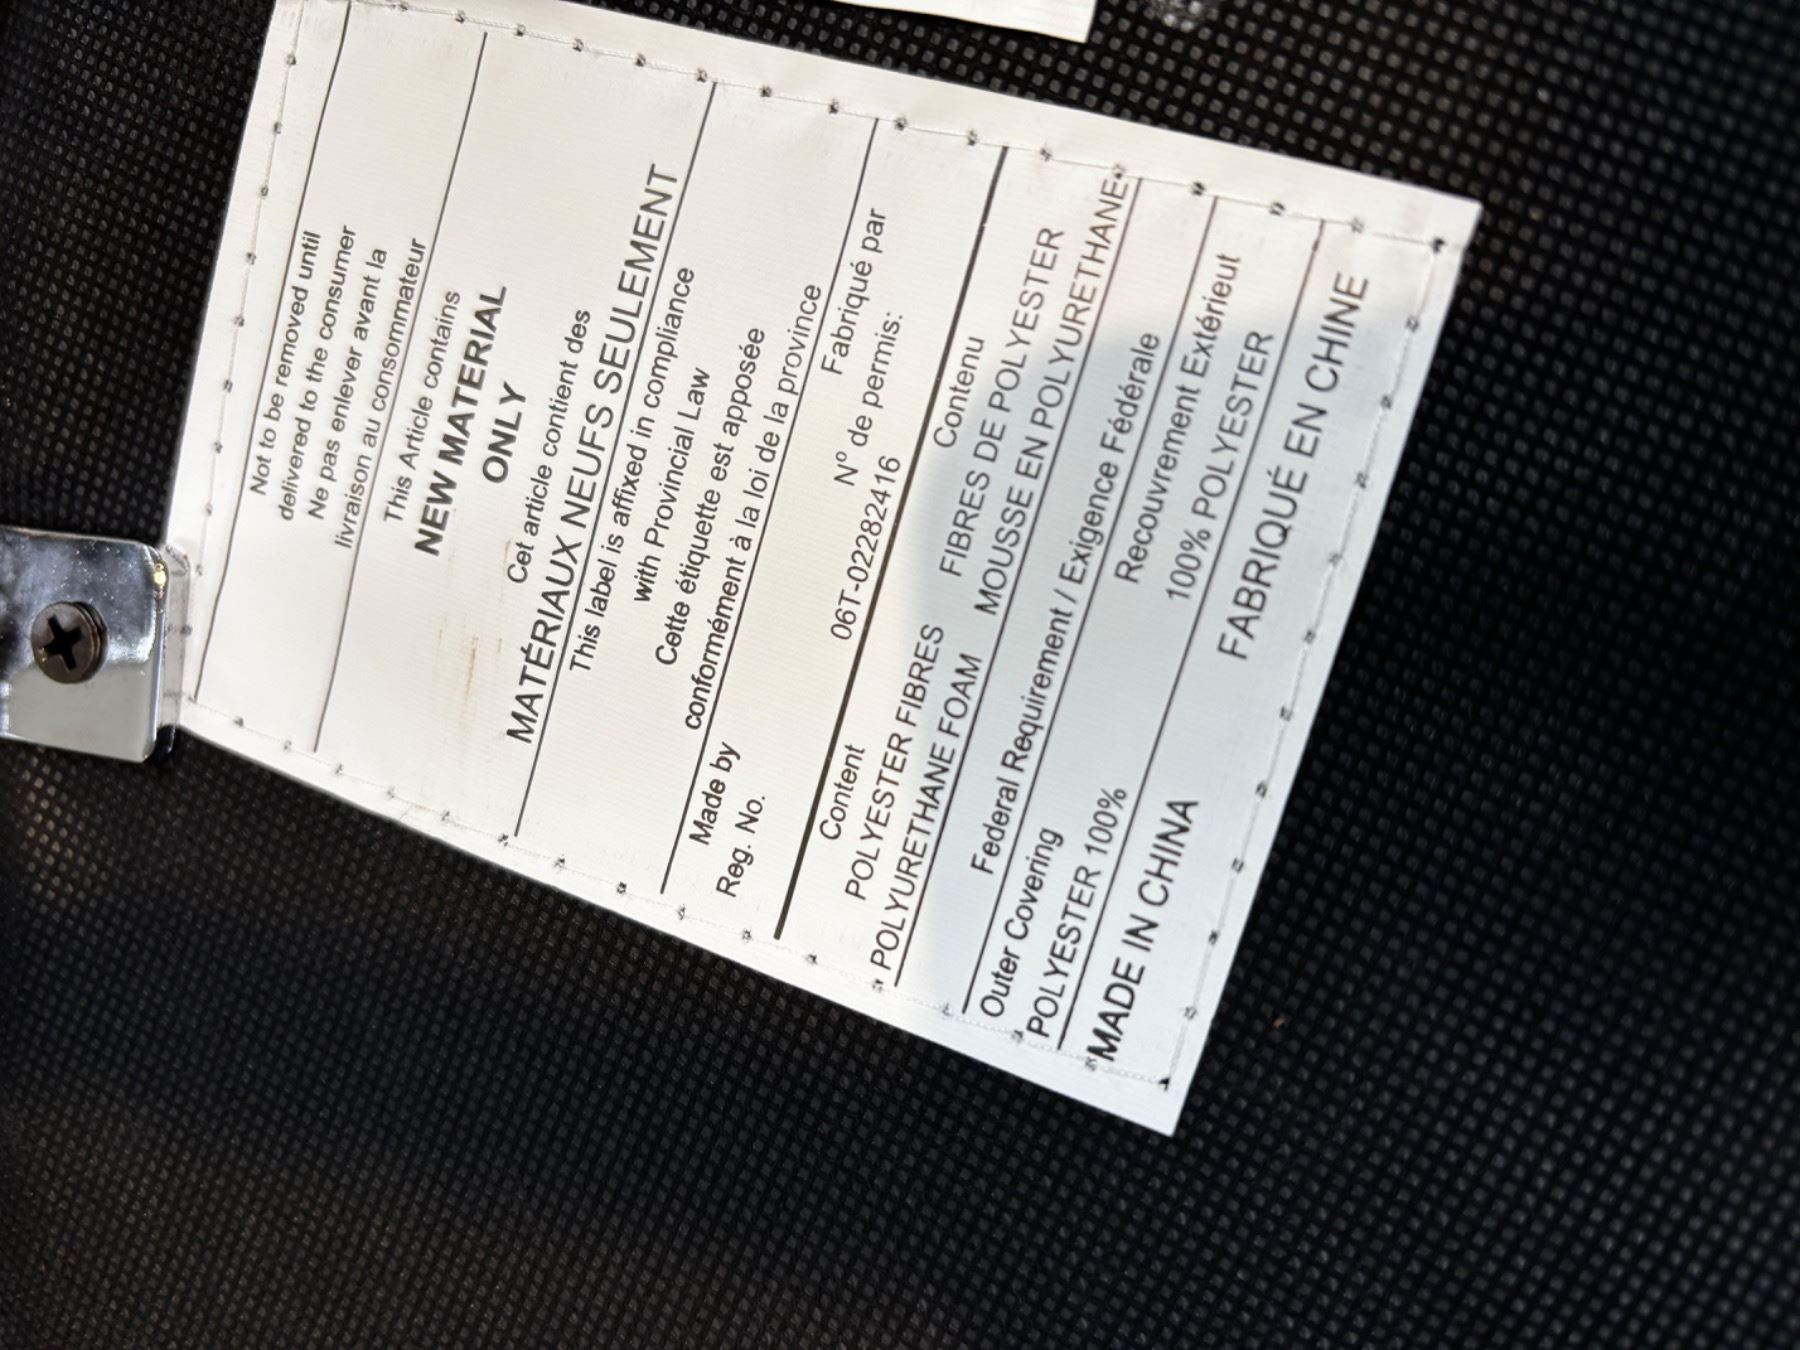 Not to be removed until
delivered to the consumer
Ne pas enlever avant la
livraison au consommateur
This Article contains
NEW MATERIAL
ONLY
Cet article contient des
MATÉRIAUX NEUFS SEULEMENT
This label is affixed in compliance
with Provincial Law
Cette étiquette est apposée
conformément à la loi de la province
Made by Fabriqué par
Reg. No. 06T-02282416 N° de permis:
Content Contenu
POLYESTER FIBRES FIBRES DE POLYESTER
POLYURETHANE FOAM MOUSSE EN POLYURETHANE
Federal Requirement / Exigence Fédérale
Outer Covering Recouvrement Extérieut
POLYESTER 100% 100% POLYESTER
MADE IN CHINA FABRIQUÉ EN CHINE